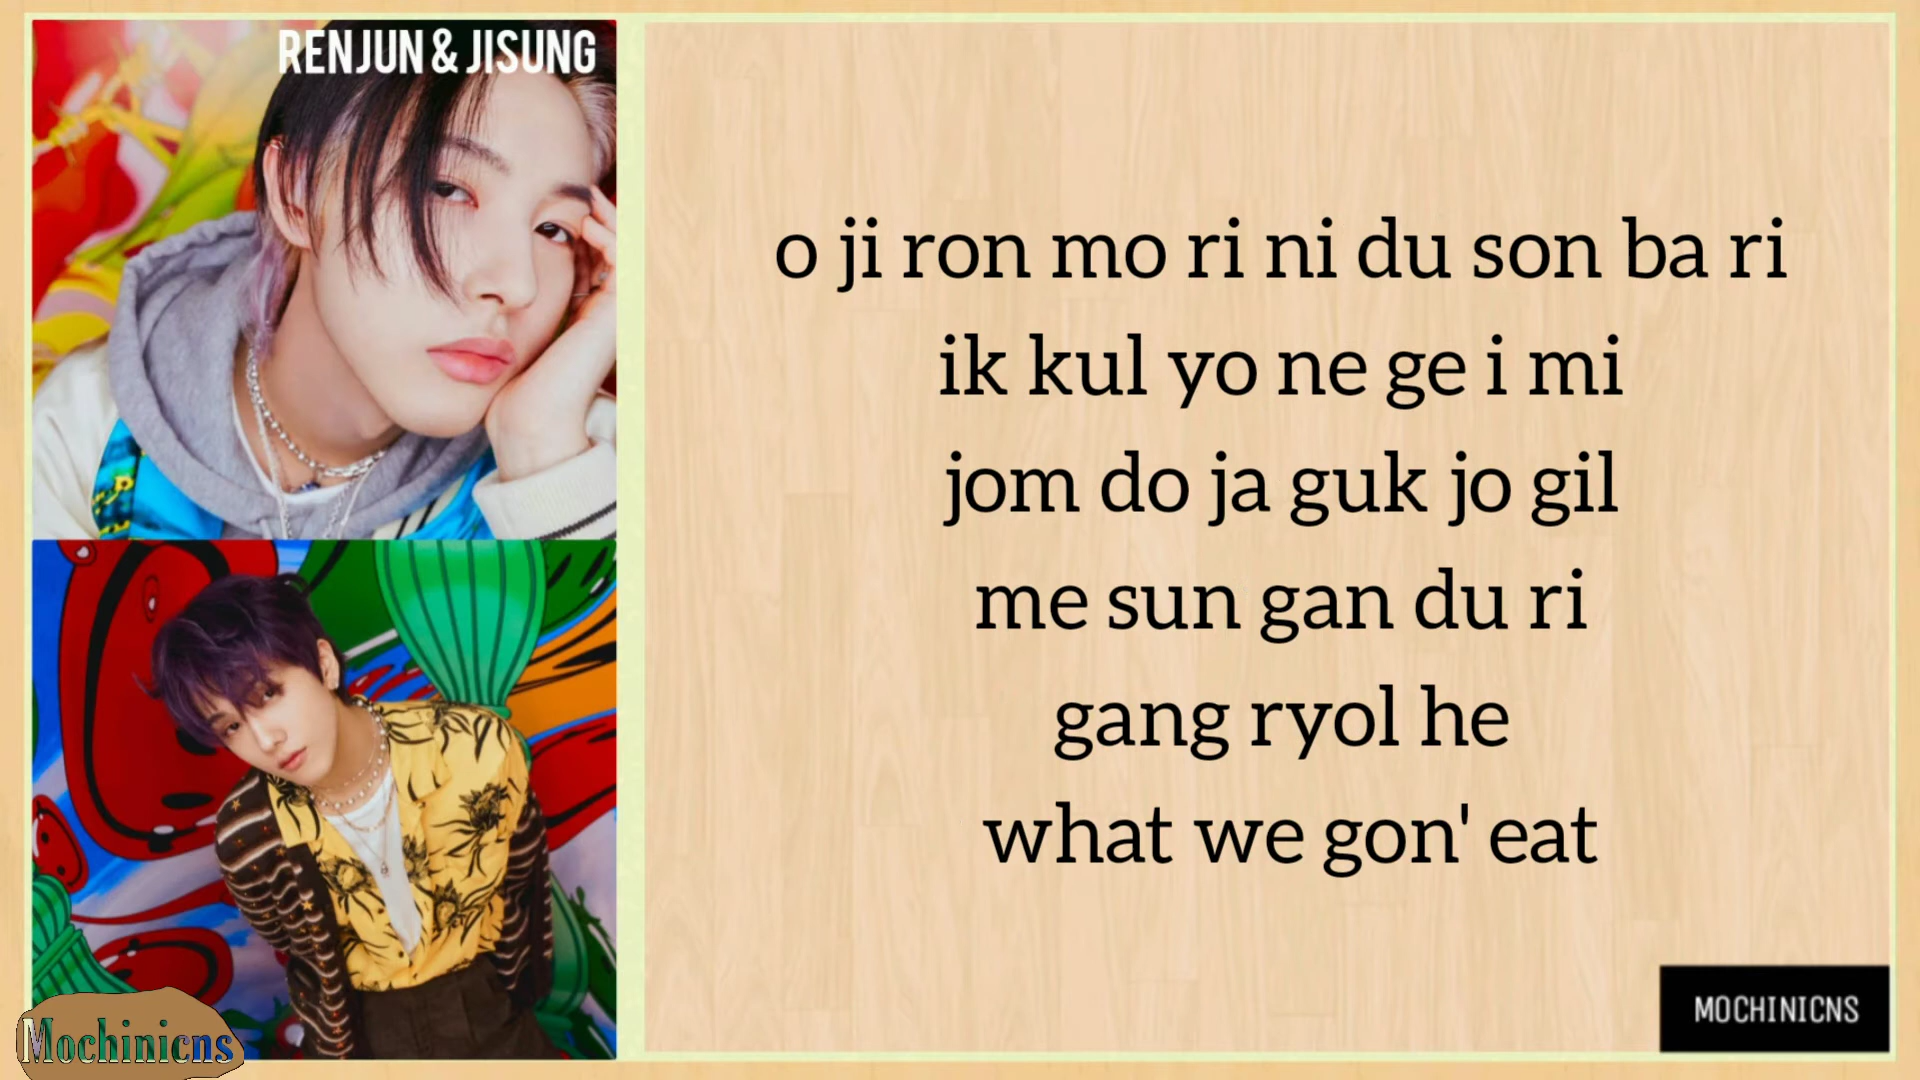 RENJUN & JISUNG
o ji ron mo ri ni du son ba ri
ik kul yo ne ge i mi
jom do ja guk jo gil
me sun gan du ri
gang ryol he
what we gon' eat
Mochinicns
MOCHINICNS